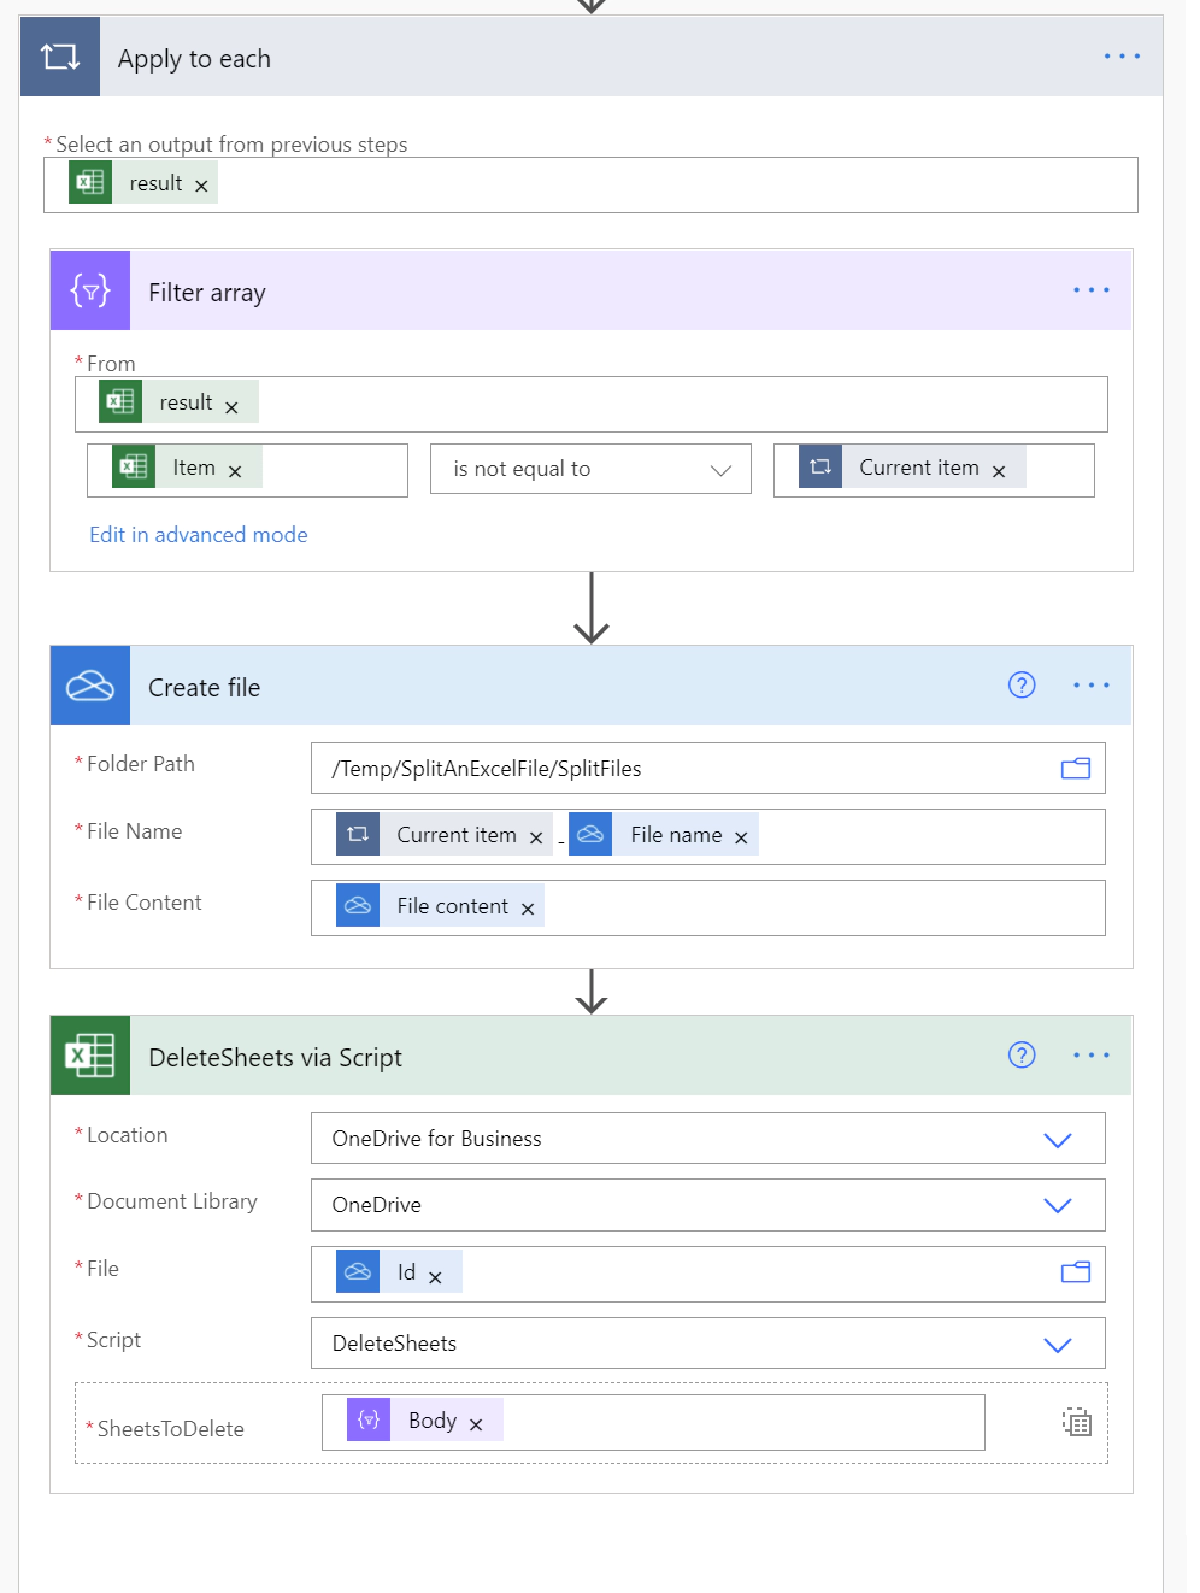 Apply to each
* Select an output from previous steps
result ×
Filter array
* From
result ×
Item × is not equal to Current item ×
Edit in advanced mode
Create file
* Folder Path /Temp/SplitAnExcelFile/SplitFiles
* File Name Current item × _ File name ×
* File Content File content ×
DeleteSheets via Script
* Location OneDrive for Business
* Document Library OneDrive
* File Id ×
* Script DeleteSheets
* SheetsToDelete Body ×